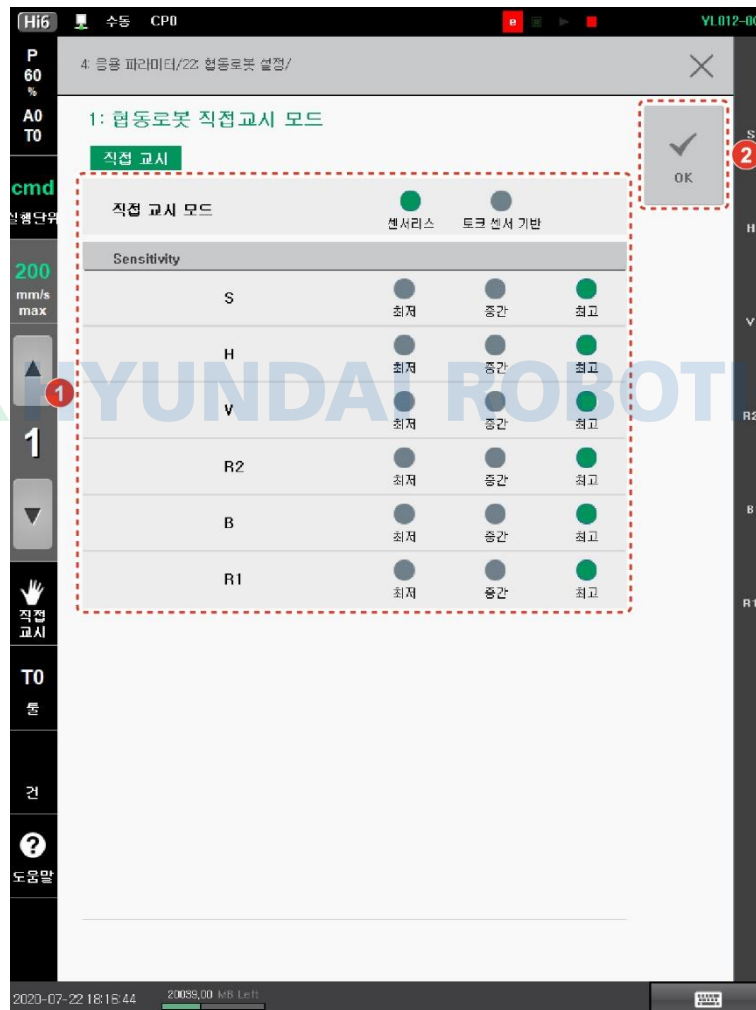 Hi6 수동 CP0 e YL012-0
P
60
%
4: 응용 파라미터/22: 협동로봇 설정/
A0
T0
1: 협동로봇 직접교시 모드
OK
2
직접 교시
cmd
실행단위
직접 교시 모드
센서리스 토크 센서 기반
Sensitivity
200
mm/s
max
S 최저 중간 최고
H 최저 중간 최고
V 최저 중간 최고
R2 최저 중간 최고
B 최저 중간 최고
R1 최저 중간 최고
1
1
HYUNDAI ROBOTI
직접
교시
T0
툴
건
?
도움말
S
H
V
R2
B
R1
2020-07-22 18:16:44 20039,00 MB Left